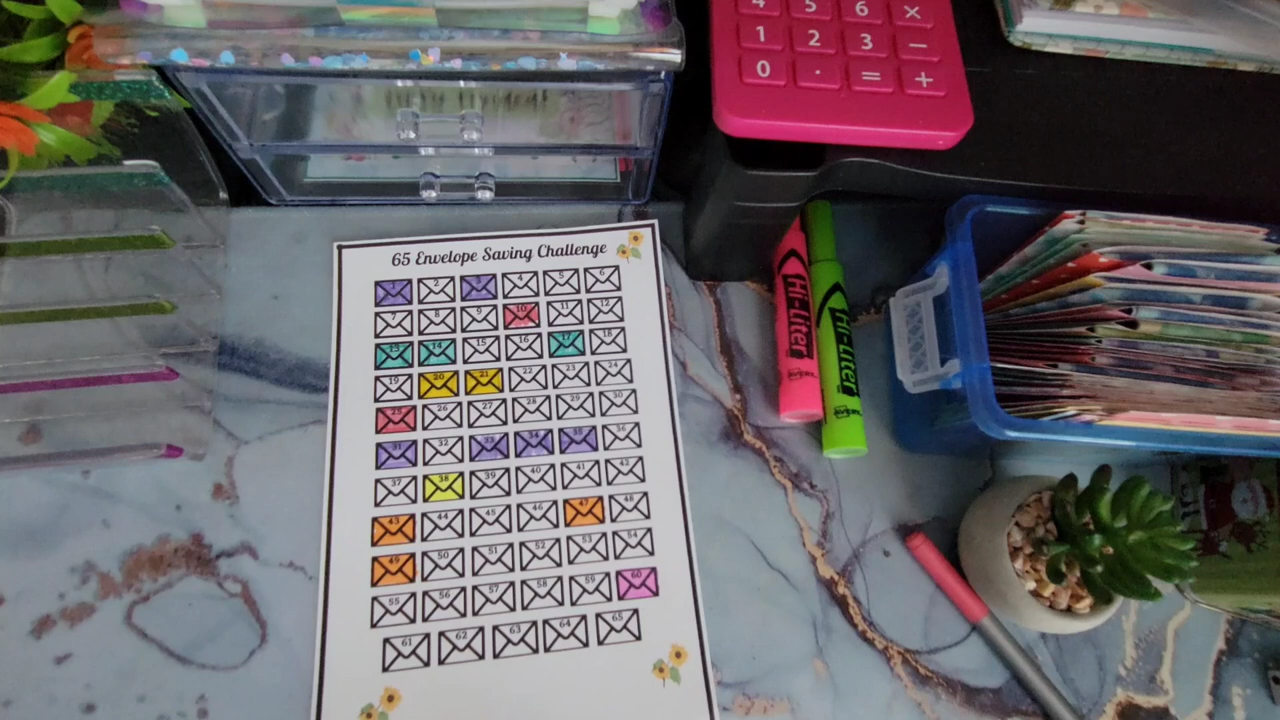 4 5 6 ×
1 2 3 −
0 · = +
65 Envelope Saving Challenge
1 2 3 4 5 6
7 8 9 10 11 12
13 14 15 16 17 18
19 20 21 22 23 24
25 26 27 28 29 30
31 32 33 34 35 36
37 38 39 40 41 42
43 44 45 46 47 48
49 50 51 52 53 54
55 56 57 58 59 60
61 62 63 64 65
Hi-Liter
AVERY
Hi-Liter
AVERY